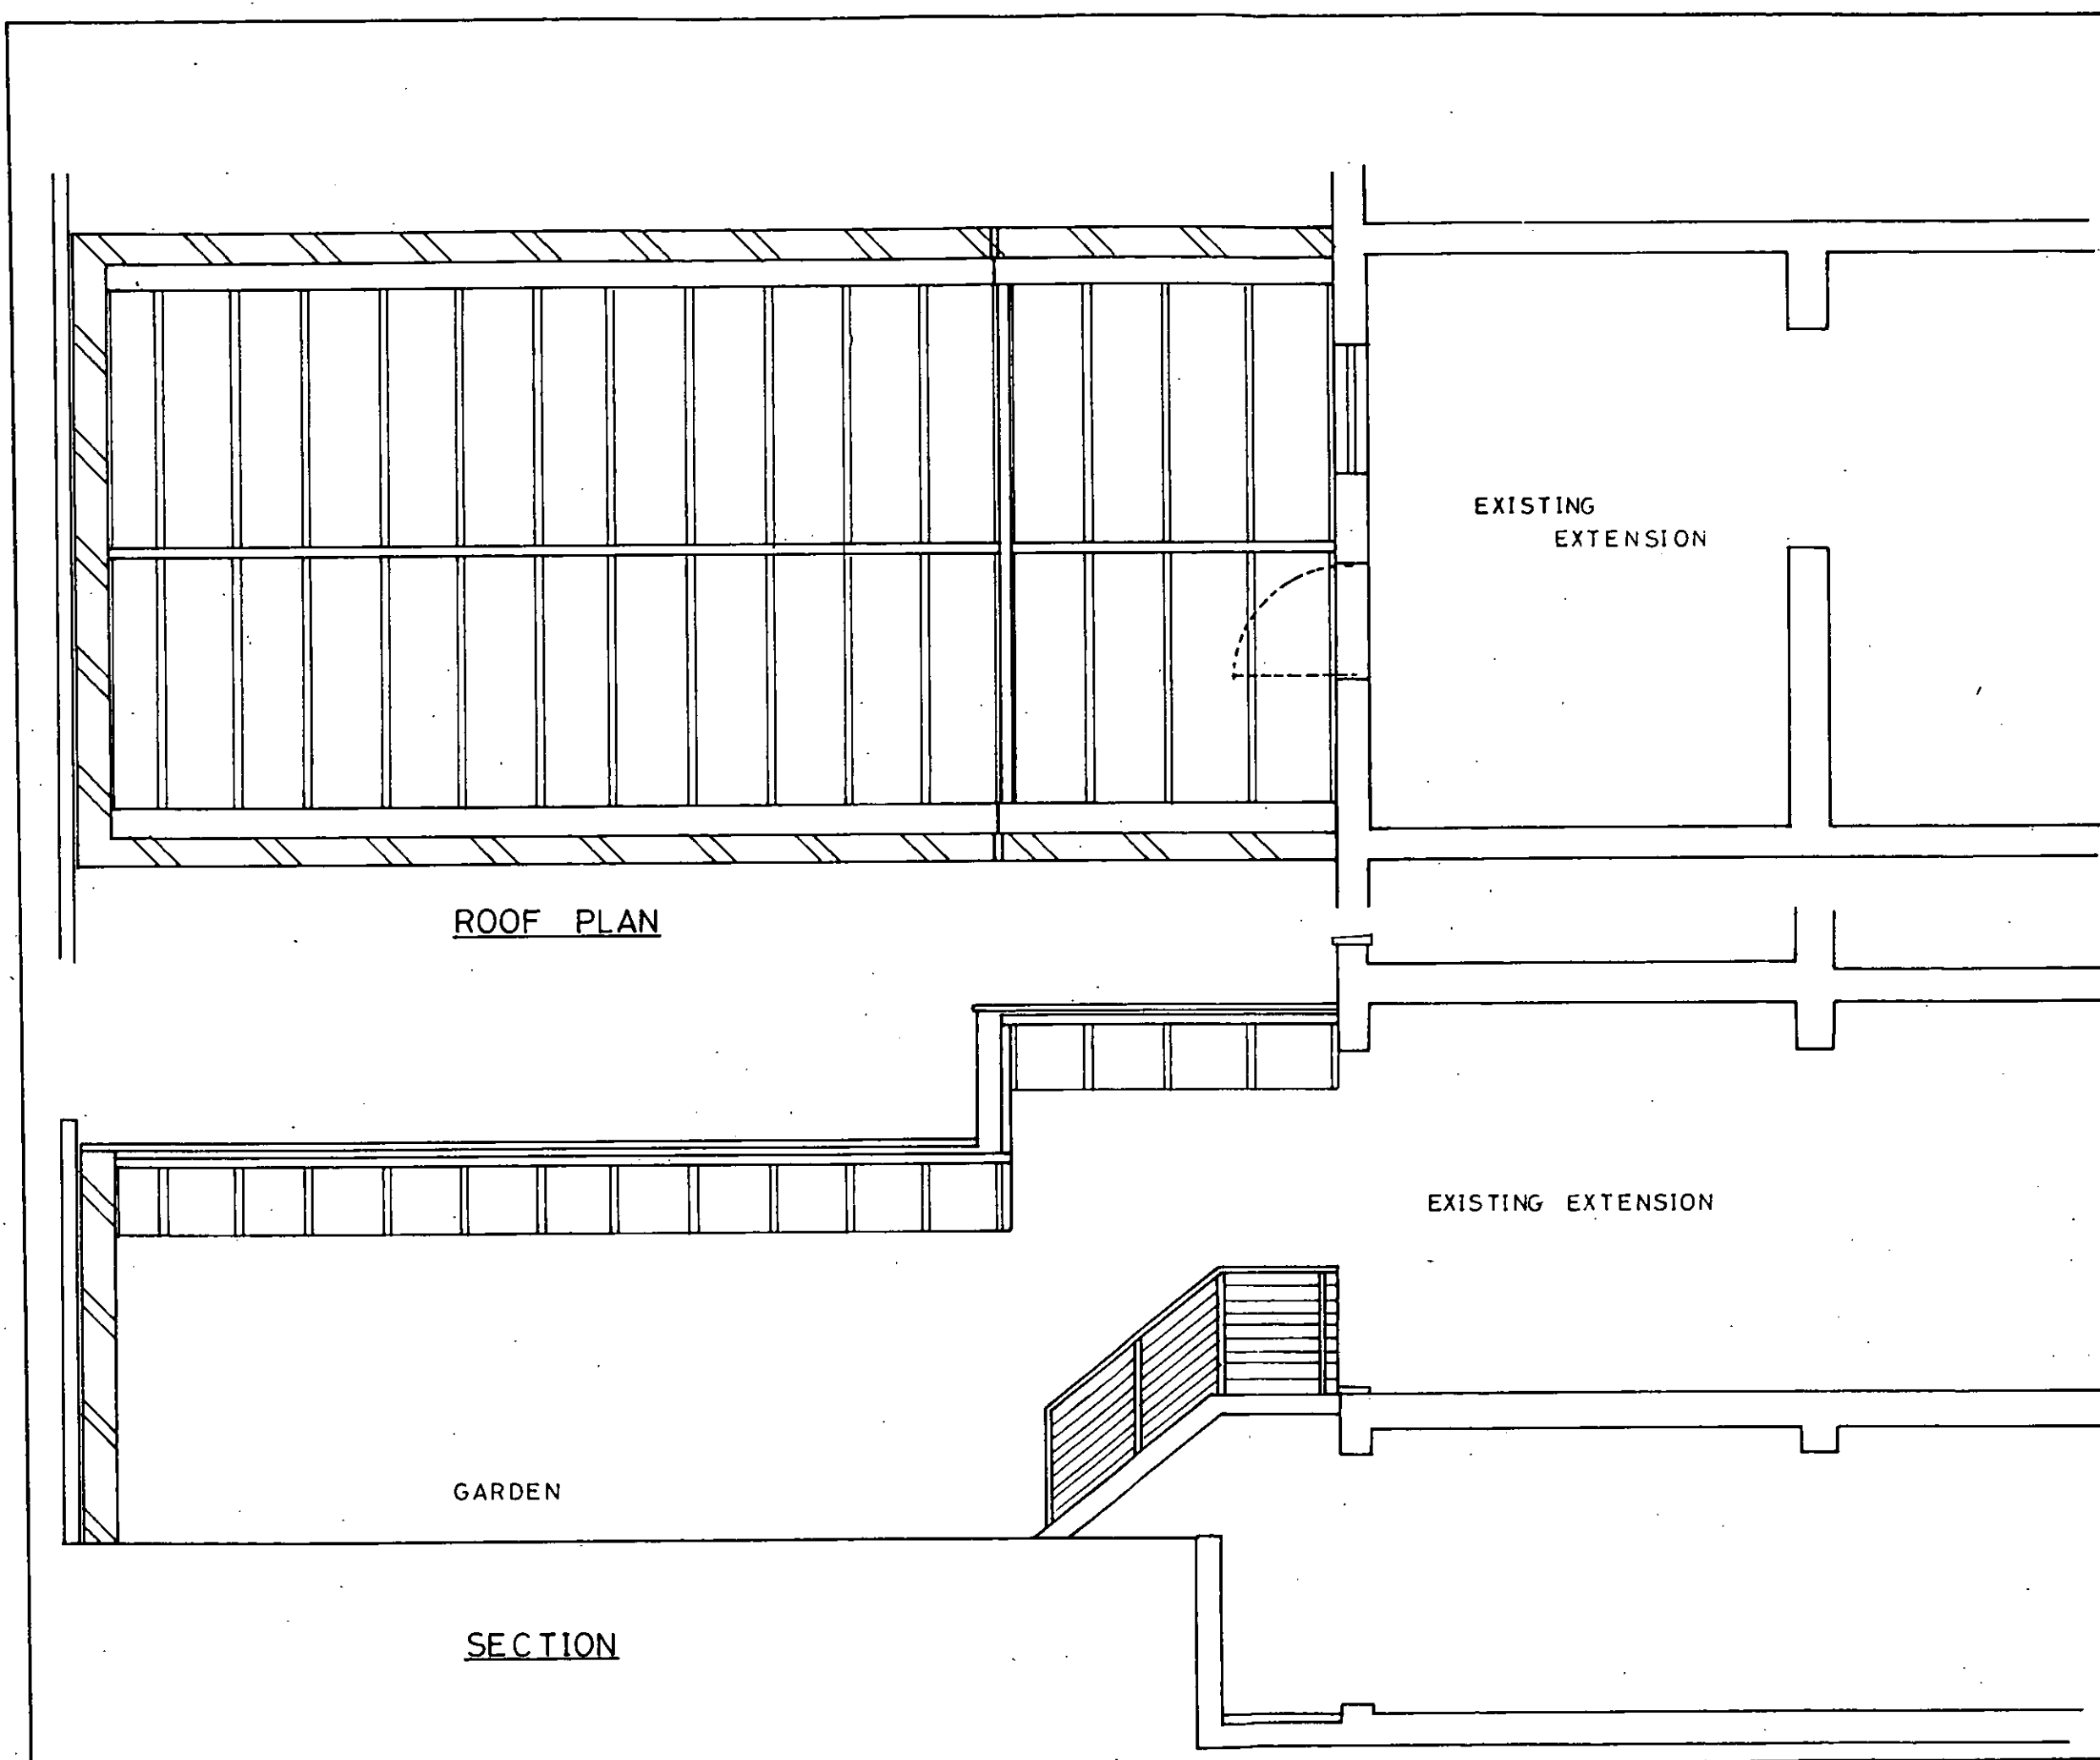 EXISTING
EXTENSION
ROOF PLAN
EXISTING EXTENSION
GARDEN
SECTION